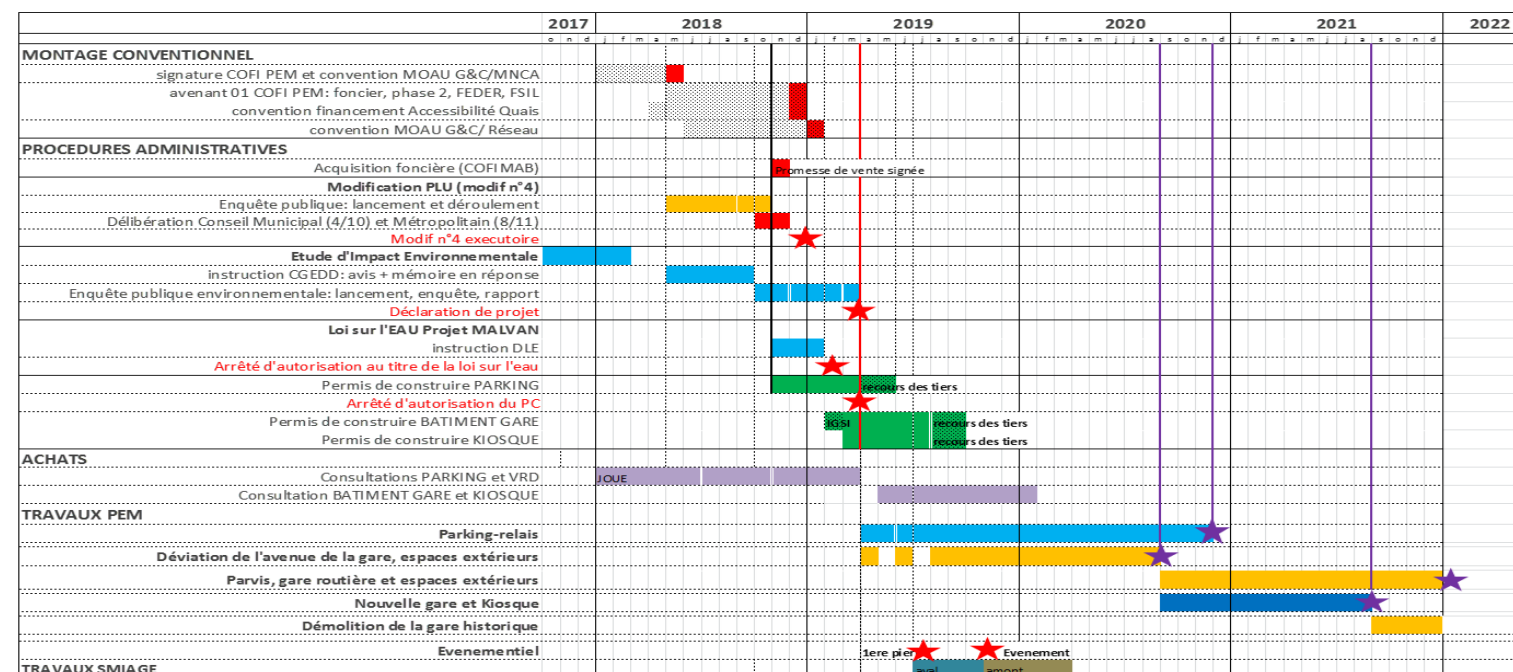 2017 2018 2019 2020 2021 2022
o n d j f m a m j j a s o n d j f m a m j j a s o n d j f m a m j j a s o n d j f m a m j j a s o n d
MONTAGE CONVENTIONNEL
signature COFI PEM et convention MOAU G&C/MNCA
avenant 01 COFI PEM: foncier, phase 2, FEDER, FSIL
convention financement Accessibilité Quais
convention MOAU G&C/ Réseau
PROCEDURES ADMINISTRATIVES
Acquisition foncière (COFIMAB) Promesse de vente signée
Modification PLU (modif n°4)
Enquête publique: lancement et déroulement
Délibération Conseil Municipal (4/10) et Métropolitain (8/11)
Modif n°4 executoire
Etude d'Impact Environnementale
instruction CGEDD: avis + mémoire en réponse
Enquête publique environnementale: lancement, enquête, rapport
Déclaration de projet
Loi sur l'EAU Projet MALVAN
instruction DLE
Arrêté d'autorisation au titre de la loi sur l'eau
Permis de construire PARKING recours des tiers
Arrêté d'autorisation du PC
Permis de construire BATIMENT GARE IGSI recours des tiers
Permis de construire KIOSQUE recours des tiers
ACHATS
Consultations PARKING et VRD JOUE
Consultation BATIMENT GARE et KIOSQUE
TRAVAUX PEM
Parking-relais
Déviation de l'avenue de la gare, espaces extérieurs
Parvis, gare routière et espaces extérieurs
Nouvelle gare et Kiosque
Démolition de la gare historique
Evenementiel 1ere pier Evenement
TRAVAUX SMIAGE aval amont